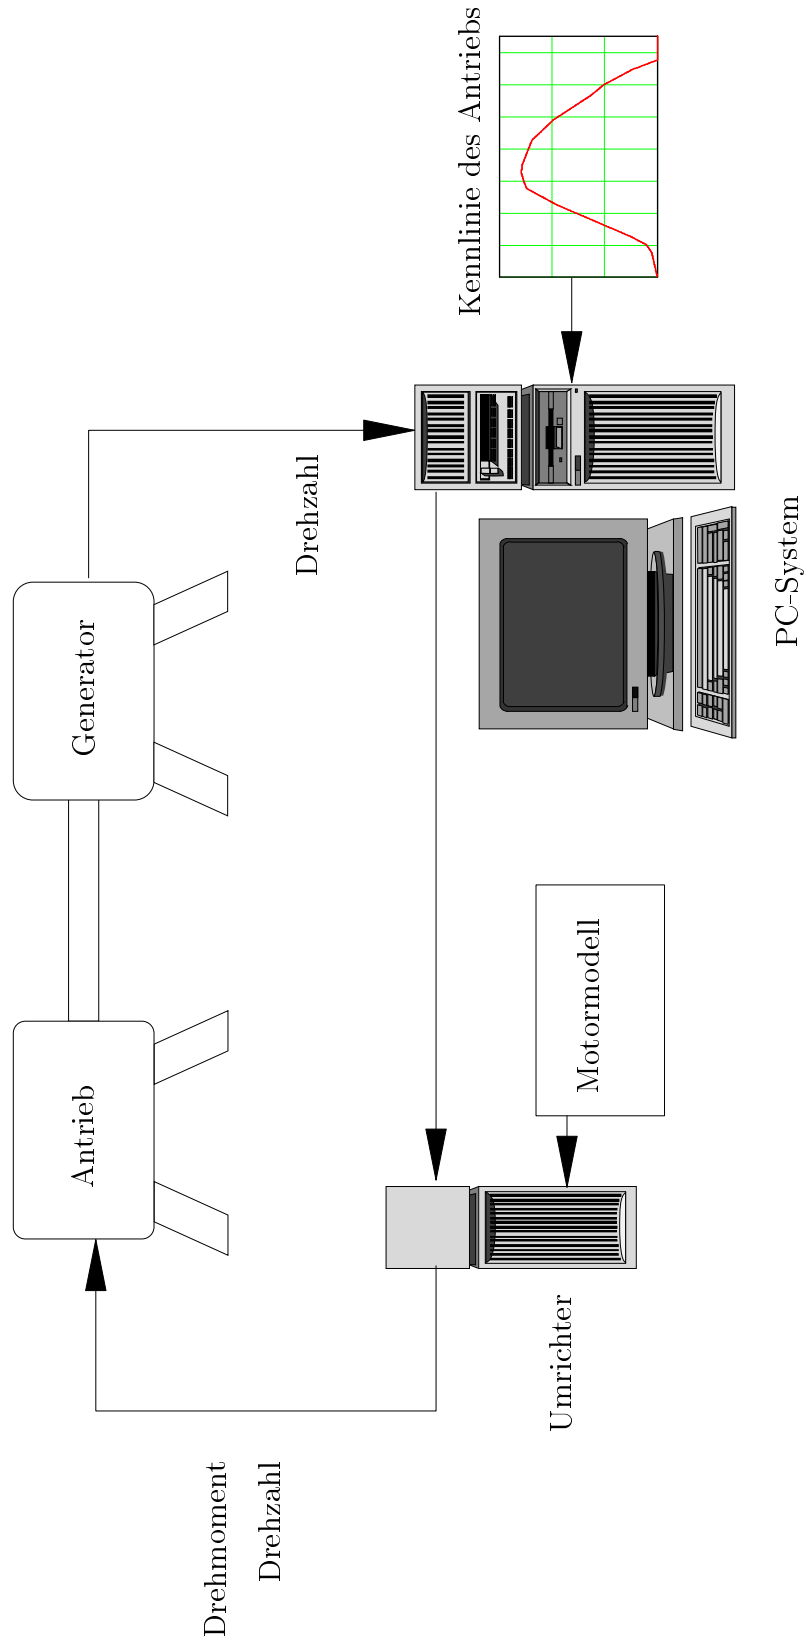 Antrieb
Generator
Drehmoment
Drehzahl
Drehzahl
Umrichter
Motormodell
Kennlinie des Antriebs
PC-System